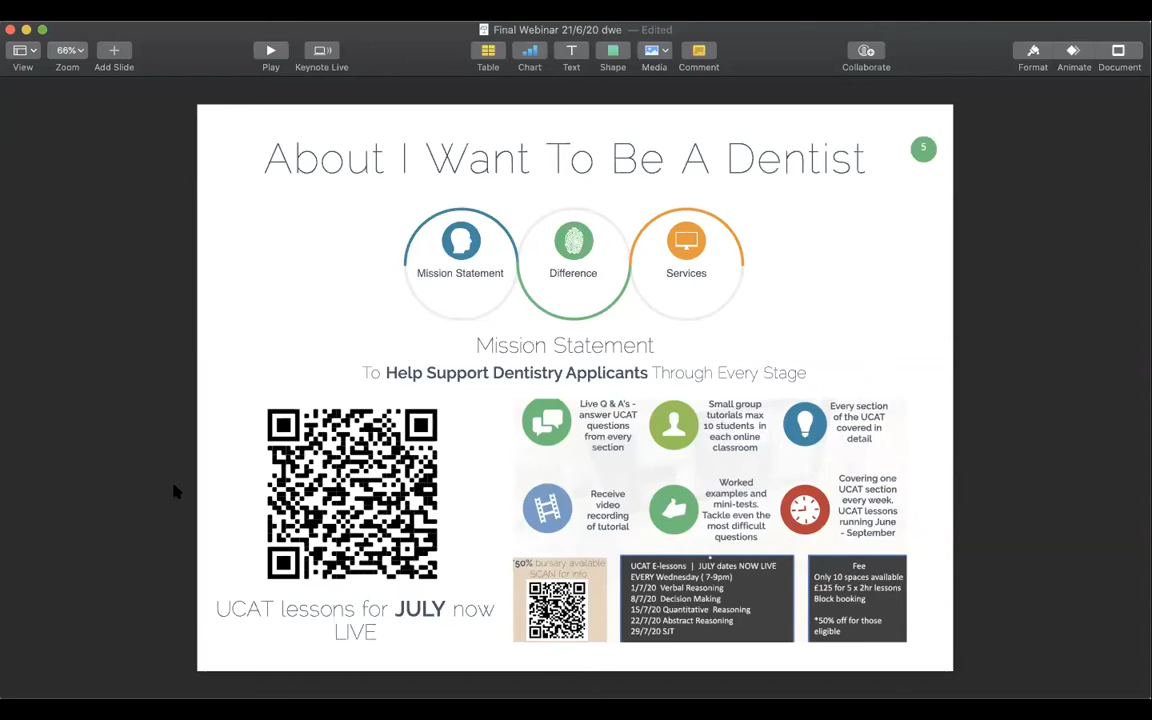 Final Webinar 21/6/20 dwe — Edited
66%
View
Zoom
Add Slide
Play
Keynote Live
Table
Chart
Text
Shape
Media
Comment
Collaborate
Format
Animate
Document
About I Want To Be A Dentist
5
Mission Statement
Difference
Services
Mission Statement
To Help Support Dentistry Applicants Through Every Stage
Live Q & A's -
answer UCAT
questions
from every
section
Small group
tutorials max
10 students in
each online
classroom
Every section
of the UCAT
covered in
detail
Receive
video
recording
of tutorial
Worked
examples and
mini-tests.
Tackle even the
most difficult
questions
Covering one
UCAT section
every week.
UCAT lessons
running June
- September
UCAT lessons for JULY now
LIVE
*50% bursary available
SCAN for info
UCAT E-lessons | JULY dates NOW LIVE
EVERY Wednesday ( 7-9pm)
1/7/20 Verbal Reasoning
8/7/20 Decision Making
15/7/20 Quantitative Reasoning
22/7/20 Abstract Reasoning
29/7/20 SJT
Fee
Only 10 spaces available
£125 for 5 x 2hr lessons
Block booking
*50% off for those
eligible